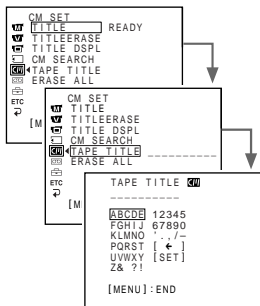 CM SET
TITLE READY
TITLEERASE
TITLE DSPL
CM SEARCH
TAPE TITLE
ERASE ALL
ETC
[M
CM SET
TITLE
TITLEERASE
TITLE DSPL
CM SEARCH
TAPE TITLE _ _ _ _ _ _ _ _ _ _
ERASE ALL
ETC
[M
TAPE TITLE CM
_ _ _ _ _ _ _ _ _ _
ABCDE 12345
FGHIJ 67890
KLMNO ' . , / –
PQRST [ ← ]
UVWXY [SET]
Z& ?!
[MENU] : END